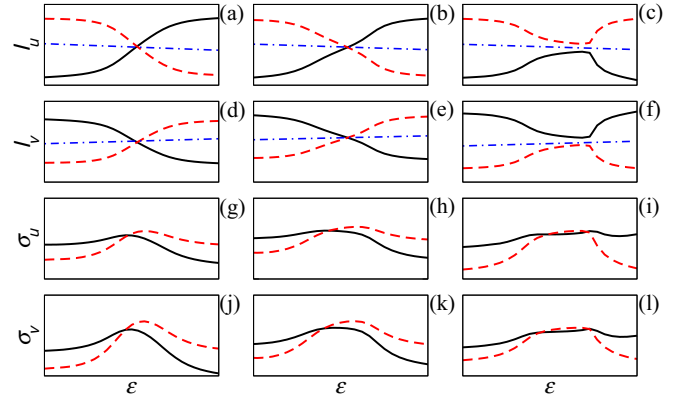 I_u (a) (b) (c)
I_v (d) (e) (f)
σ_u (g) (h) (i)
σ_v (j) (k) (l)
ε ε ε